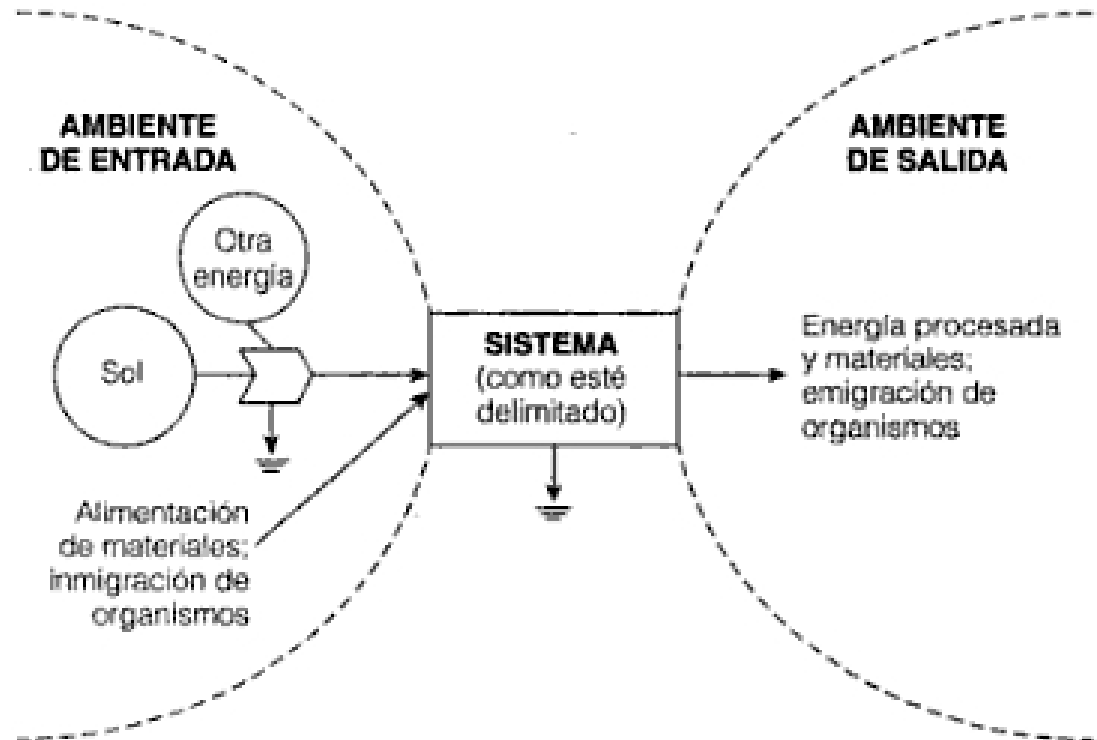 AMBIENTE
DE ENTRADA
Otra
energía
Sol
Alimentación
de materiales;
inmigración de
organismos
SISTEMA
(como esté
delimitado)
AMBIENTE
DE SALIDA
Energía procesada
y materiales;
emigración de
organismos